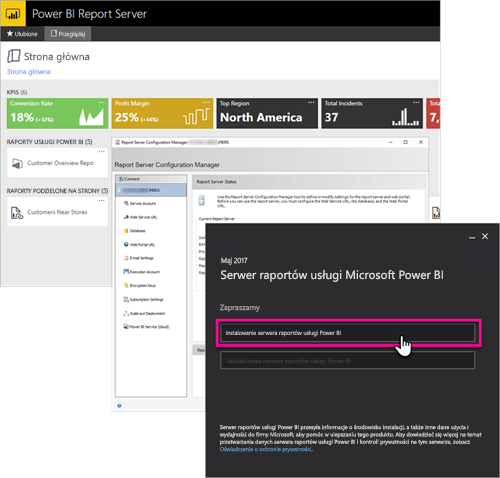 Power BI Report Server
Ulubione
Przeglądaj
Strona główna
Strona główna
KPIS (6)
Conversion Rate
18% (+12%)
Profit Margin
25% (+14%)
Top Region
North America
Total Incidents
37
Tota
7,
RAPORTY USŁUGI POWER BI (5)
Customer Overview Repo
RAPORTY PODZIELONE NA STRONY (5)
Customers Near Stores
Report Server Configuration Manager
PBIRS
Report Server Configuration Manager
Connect
PBIRS
Service Account
Web Service URL
Database
Web Portal URL
E-mail Settings
Execution Account
Encryption Keys
Subscription Settings
Scale-out Deployment
Power BI Service (cloud)
Report Server Status
Use the Report Server Configuration Manager tool to define or modify settings for the report server and web portal.
Before you can use the report server, you must configure the Web Service URL, the database, and the Web Portal
URL.
Current Report Server
Maj 2017
Serwer raportów usługi Microsoft Power BI
Zapraszamy
Instalowanie serwera raportów usługi Power BI
Uaktualnienie serwera raportów usługi Power BI
Serwer raportów usługi Power BI przesyła informacje o środowisku instalacji, a także inne dane użycia i
wydajności do firmy Microsoft, aby pomóc w ulepszaniu tego produktu. Aby dowiedzieć się więcej na temat
przetwarzania danych serwera raportów usługi Power BI i kontroli prywatności na tym serwerze, zobacz
Oświadczenie o ochronie prywatności.